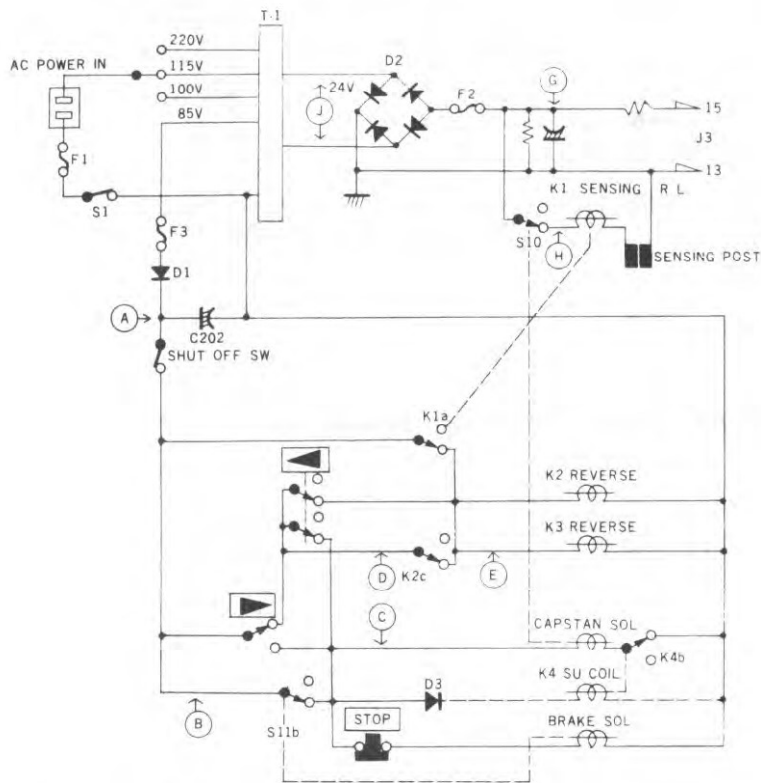 T-1
220V
AC POWER IN
115V
100V
85V
24V
J
D2
F2
G
15
J3
13
F1
S1
F3
D1
K1 SENSING R L
S10
H
SENSING POST
A
C202
SHUT OFF SW
K1a
K2 REVERSE
K3 REVERSE
D
K2c
E
C
CAPSTAN SOL
K4b
K4 SU COIL
D3
B
S11b
STOP
BRAKE SOL